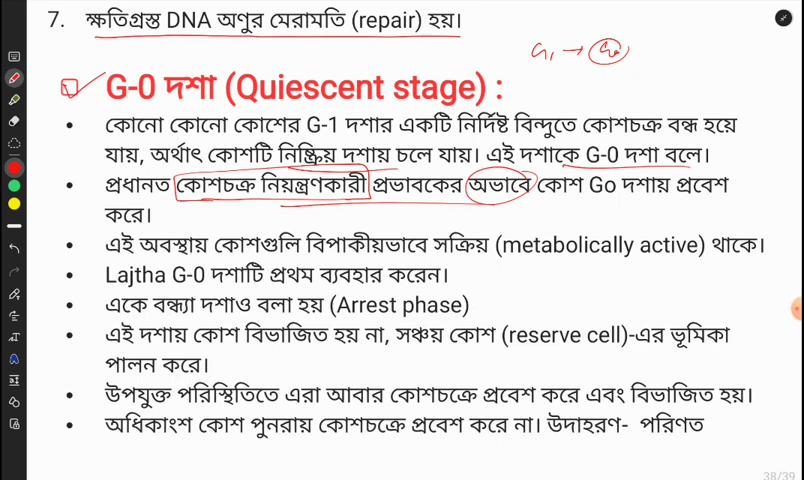 7. ক্ষতিগ্রস্ত DNA অণুর মেরামতি (repair) হয়।
G₁ → G₀
G-0 দশা (Quiescent stage) :
• কোনো কোনো কোশের G-1 দশার একটি নির্দিষ্ট বিন্দুতে কোশচক্র বন্ধ হয়ে
যায়, অর্থাৎ কোশটি নিষ্ক্রিয় দশায় চলে যায়। এই দশাকে G-0 দশা বলে।
• প্রধানত কোশচক্র নিয়ন্ত্রণকারী প্রভাবকের অভাবে কোশ Go দশায় প্রবেশ
করে।
• এই অবস্থায় কোশগুলি বিপাকীয়ভাবে সক্রিয় (metabolically active) থাকে।
• Lajtha G-0 দশাটি প্রথম ব্যবহার করেন।
• একে বন্ধ্যা দশাও বলা হয় (Arrest phase)
• এই দশায় কোশ বিভাজিত হয় না, সঞ্চয় কোশ (reserve cell)-এর ভূমিকা
পালন করে।
• উপযুক্ত পরিস্থিতিতে এরা আবার কোশচক্রে প্রবেশ করে এবং বিভাজিত হয়।
• অধিকাংশ কোশ পুনরায় কোশচক্রে প্রবেশ করে না। উদাহরণ- পরিণত
38/39